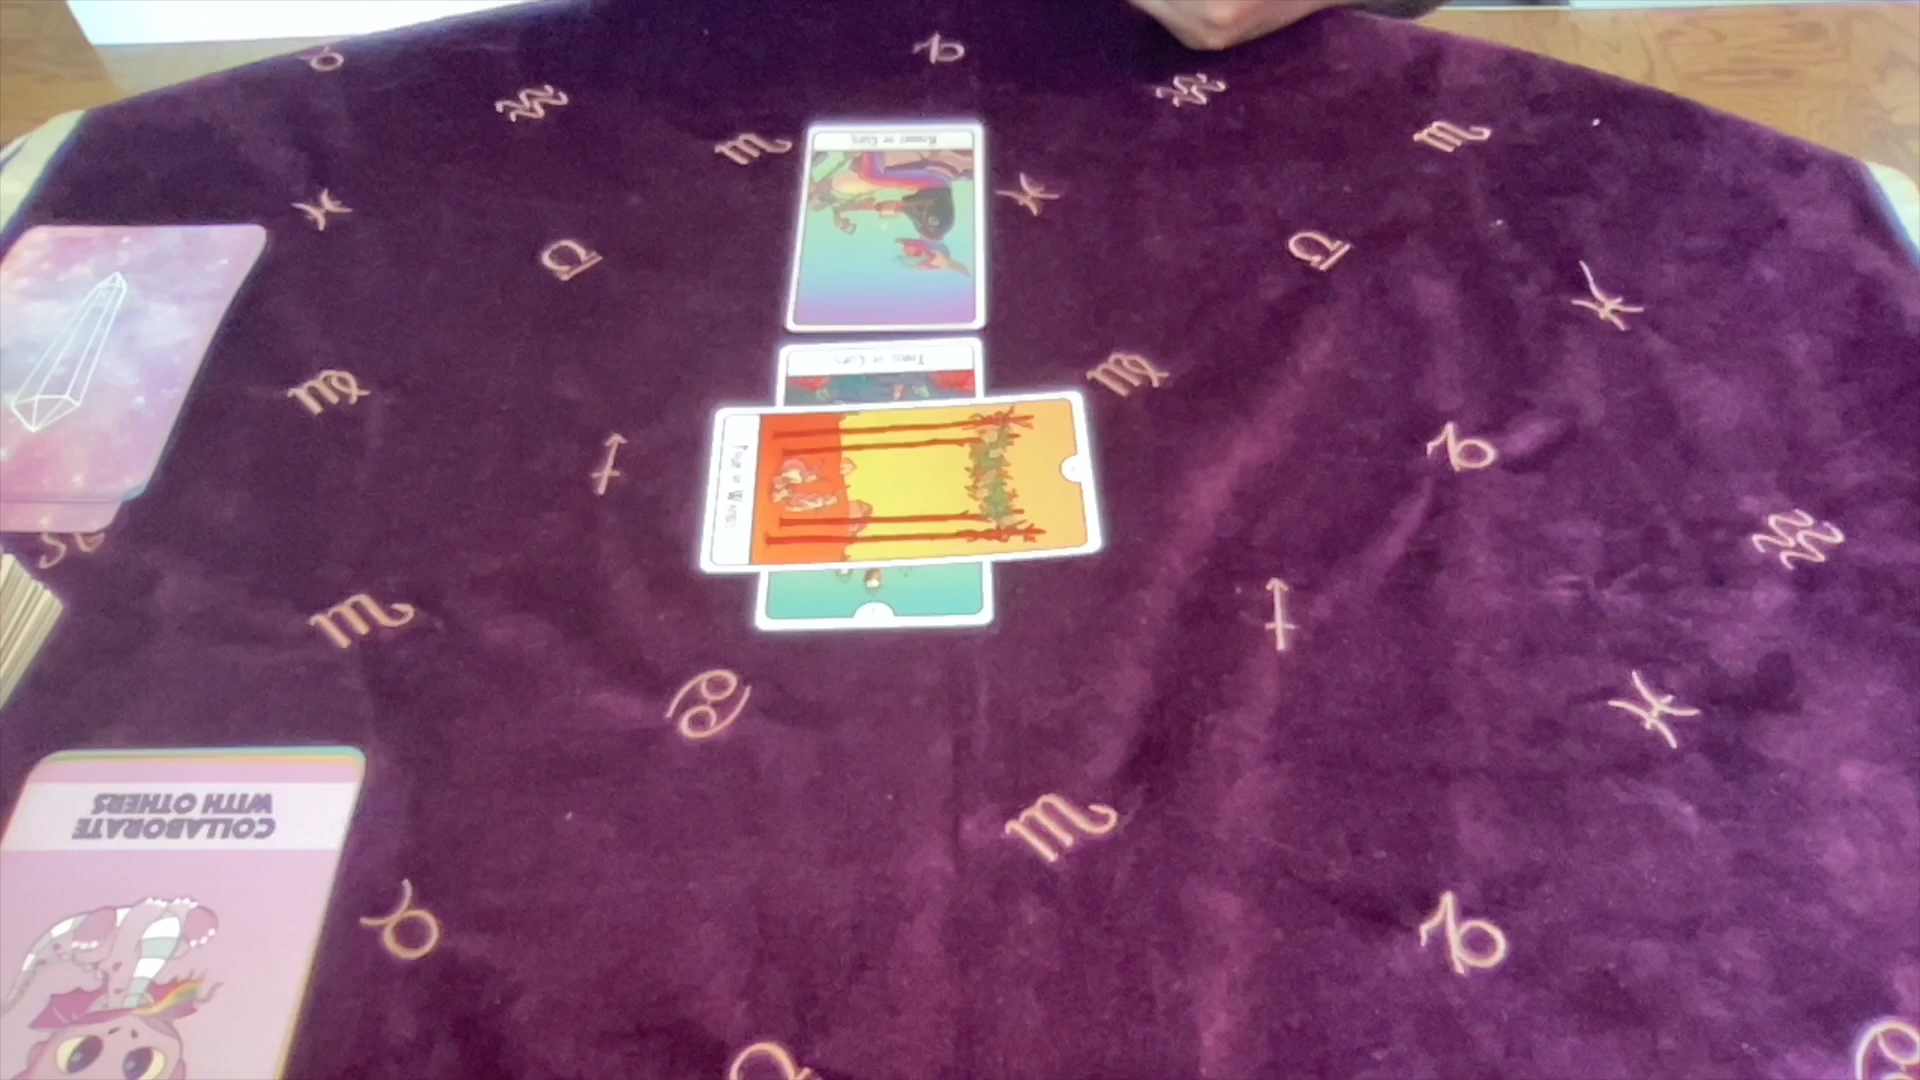 Knight of Cups
Three of Cups
Four of Wands
COLLABORATE
WITH OTHERS